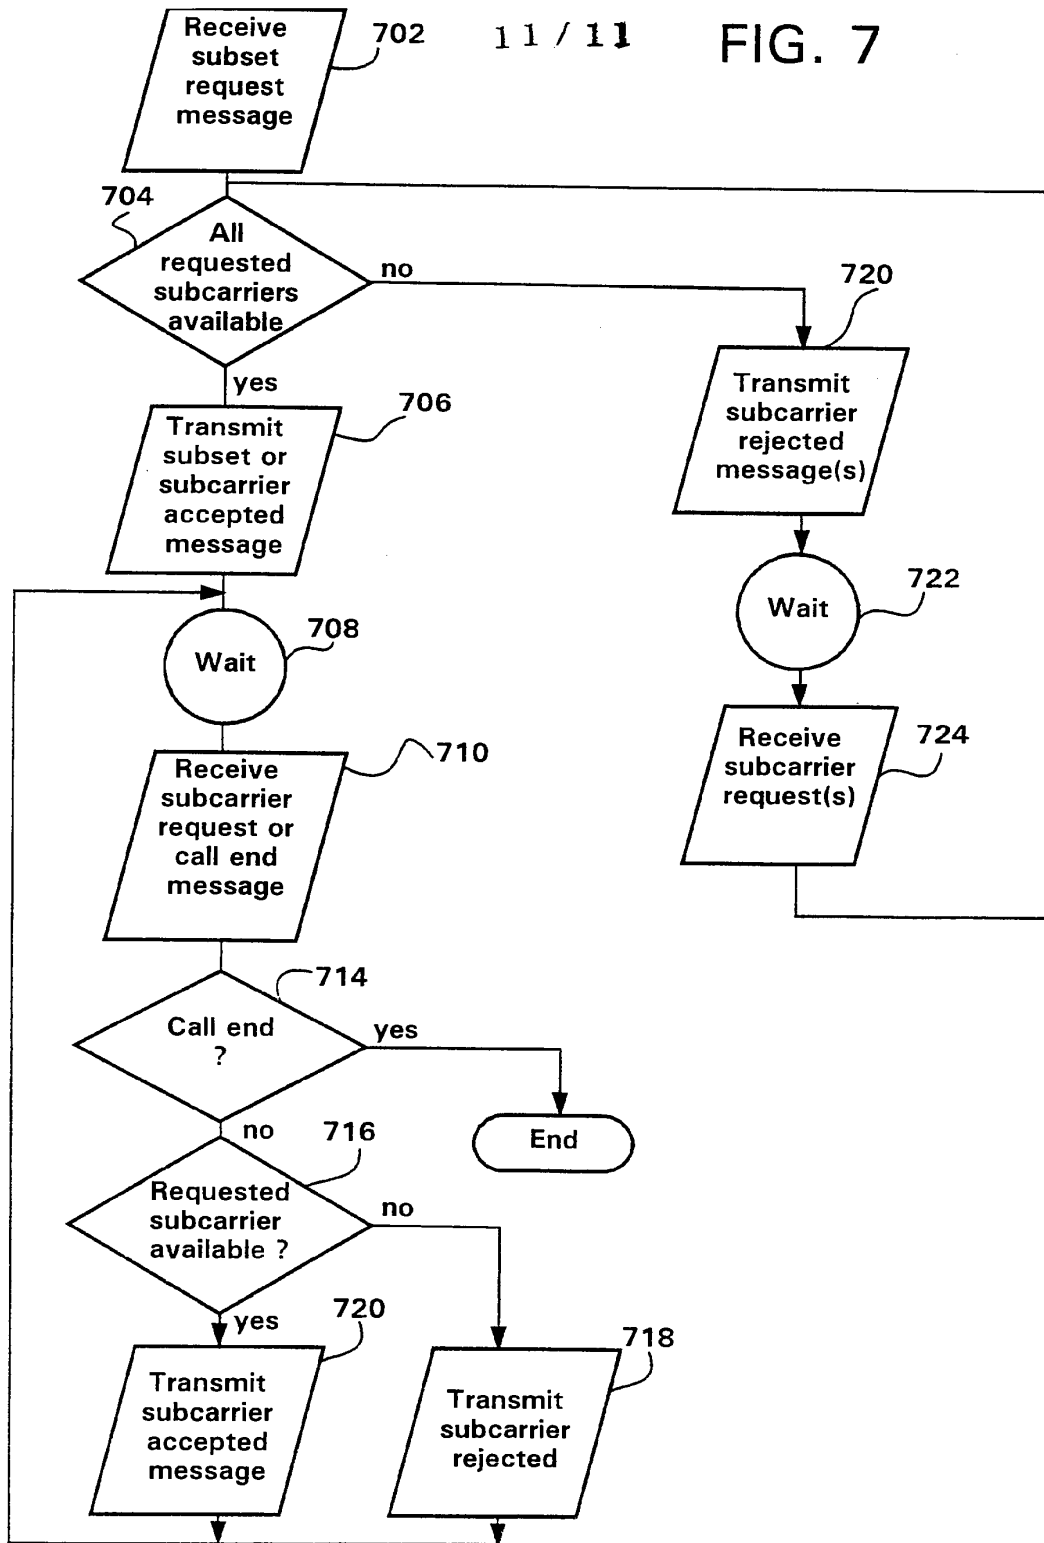 11/11
FIG. 7
Receive
subset
request
message
702
704
All
requested
subcarriers
available
no
yes
720
Transmit
subcarrier
rejected
message(s)
706
Transmit
subset or
subcarrier
accepted
message
722
Wait
708
Wait
724
Receive
subcarrier
request(s)
710
Receive
subcarrier
request or
call end
message
714
Call end
?
yes
End
no
716
Requested
subcarrier
available ?
no
yes
720
Transmit
subcarrier
accepted
message
718
Transmit
subcarrier
rejected